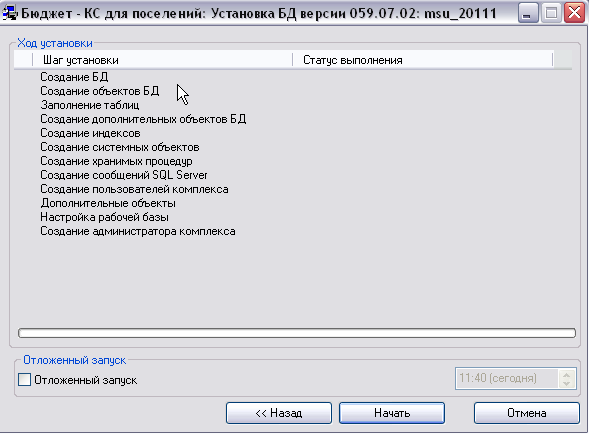 Бюджет - КС для поселений: Установка БД версии 059.07.02: msu_20111
Ход установки
Шаг установки Статус выполнения
Создание БД
Создание объектов БД
Заполнение таблиц
Создание дополнительных объектов БД
Создание индексов
Создание системных объектов
Создание хранимых процедур
Создание сообщений SQL Server
Создание пользователей комплекса
Дополнительные объекты
Настройка рабочей базы
Создание администратора комплекса
Отложенный запуск
Отложенный запуск 11:40 (сегодня)
<< Назад Начать Отмена